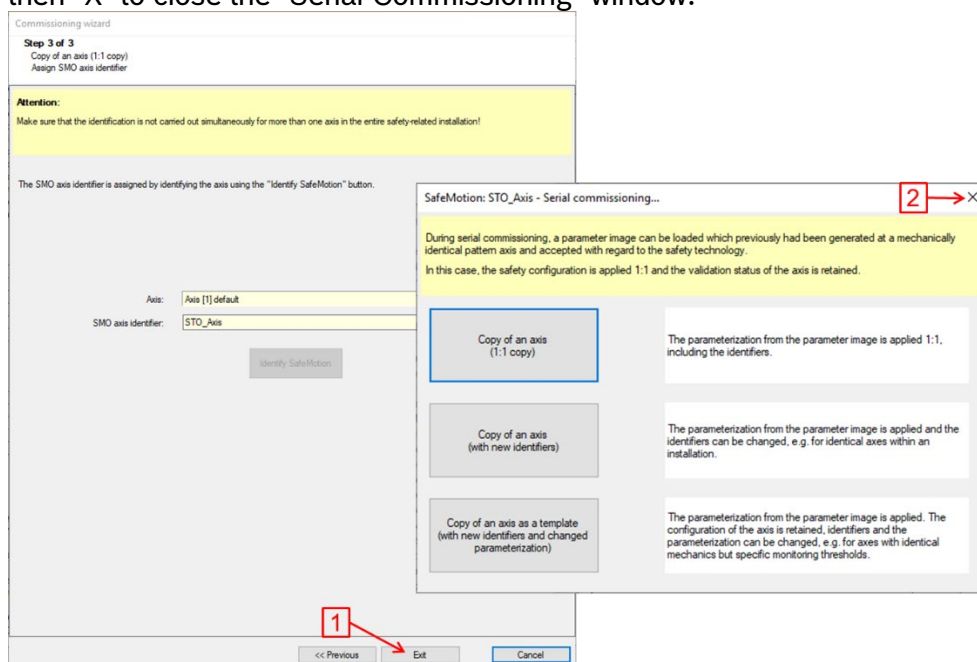 then "X" to close the "Serial Commissioning" window.
Commissioning wizard
Step 3 of 3
Copy of an axis (1:1 copy)
Assign SMO axis identifier
Attention:
Make sure that the identification is not carried out simultaneously for more than one axis in the entire safety-related installation!
The SMO axis identifier is assigned by identifying the axis using the "Identify SafeMotion" button.
Axis:
Axis [1] default
SMO axis identifier:
STO_Axis
Identify SafeMotion
1
<< Previous
Exit
Cancel
SafeMotion: STO_Axis - Serial commissioning...
2
During serial commissioning, a parameter image can be loaded which previously had been generated at a mechanically
identical pattern axis and accepted with regard to the safety technology.
In this case, the safety configuration is applied 1:1 and the validation status of the axis is retained.
Copy of an axis
(1:1 copy)
The parameterization from the parameter image is applied 1:1,
including the identifiers.
Copy of an axis
(with new identifiers)
The parameterization from the parameter image is applied and the
identifiers can be changed, e.g. for identical axes within an
installation.
Copy of an axis as a template
(with new identifiers and changed
parameterization)
The parameterization from the parameter image is applied. The
configuration of the axis is retained, identifiers and the
parameterization can be changed, e.g. for axes with identical
mechanics but specific monitoring thresholds.